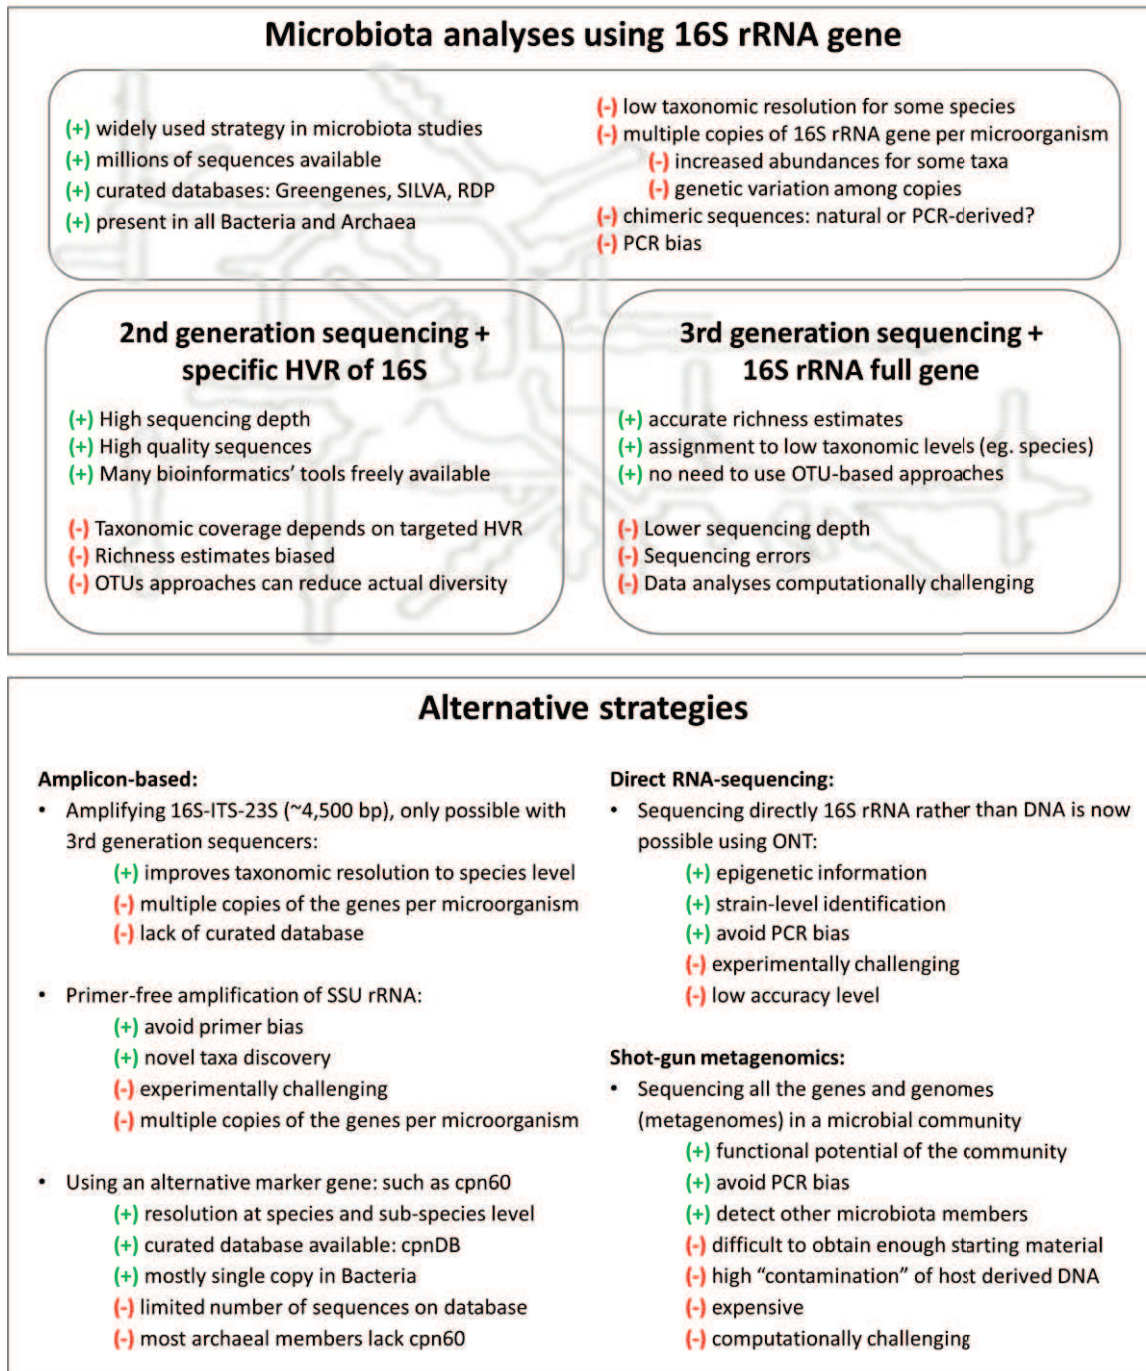 Microbiota analyses using 16S rRNA gene
(+) widely used strategy in microbiota studies
(+) millions of sequences available
(+) curated databases: Greengenes, SILVA, RDP
(+) present in all Bacteria and Archaea
(-) low taxonomic resolution for some species
(-) multiple copies of 16S rRNA gene per microorganism
(-) increased abundances for some taxa
(-) genetic variation among copies
(-) chimeric sequences: natural or PCR-derived?
(-) PCR bias
2nd generation sequencing +
specific HVR of 16S
(+) High sequencing depth
(+) High quality sequences
(+) Many bioinformatics' tools freely available
(-) Taxonomic coverage depends on targeted HVR
(-) Richness estimates biased
(-) OTUs approaches can reduce actual diversity
3rd generation sequencing +
16S rRNA full gene
(+) accurate richness estimates
(+) assignment to low taxonomic levels (eg. species)
(+) no need to use OTU-based approaches
(-) Lower sequencing depth
(-) Sequencing errors
(-) Data analyses computationally challenging
Alternative strategies
Amplicon-based:
• Amplifying 16S-ITS-23S (~4,500 bp), only possible with
3rd generation sequencers:
(+) improves taxonomic resolution to species level
(-) multiple copies of the genes per microorganism
(-) lack of curated database
• Primer-free amplification of SSU rRNA:
(+) avoid primer bias
(+) novel taxa discovery
(-) experimentally challenging
(-) multiple copies of the genes per microorganism
• Using an alternative marker gene: such as cpn60
(+) resolution at species and sub-species level
(+) curated database available: cpnDB
(+) mostly single copy in Bacteria
(-) limited number of sequences on database
(-) most archaeal members lack cpn60
Direct RNA-sequencing:
• Sequencing directly 16S rRNA rather than DNA is now
possible using ONT:
(+) epigenetic information
(+) strain-level identification
(+) avoid PCR bias
(-) experimentally challenging
(-) low accuracy level
Shot-gun metagenomics:
• Sequencing all the genes and genomes
(metagenomes) in a microbial community
(+) functional potential of the community
(+) avoid PCR bias
(+) detect other microbiota members
(-) difficult to obtain enough starting material
(-) high “contamination” of host derived DNA
(-) expensive
(-) computationally challenging